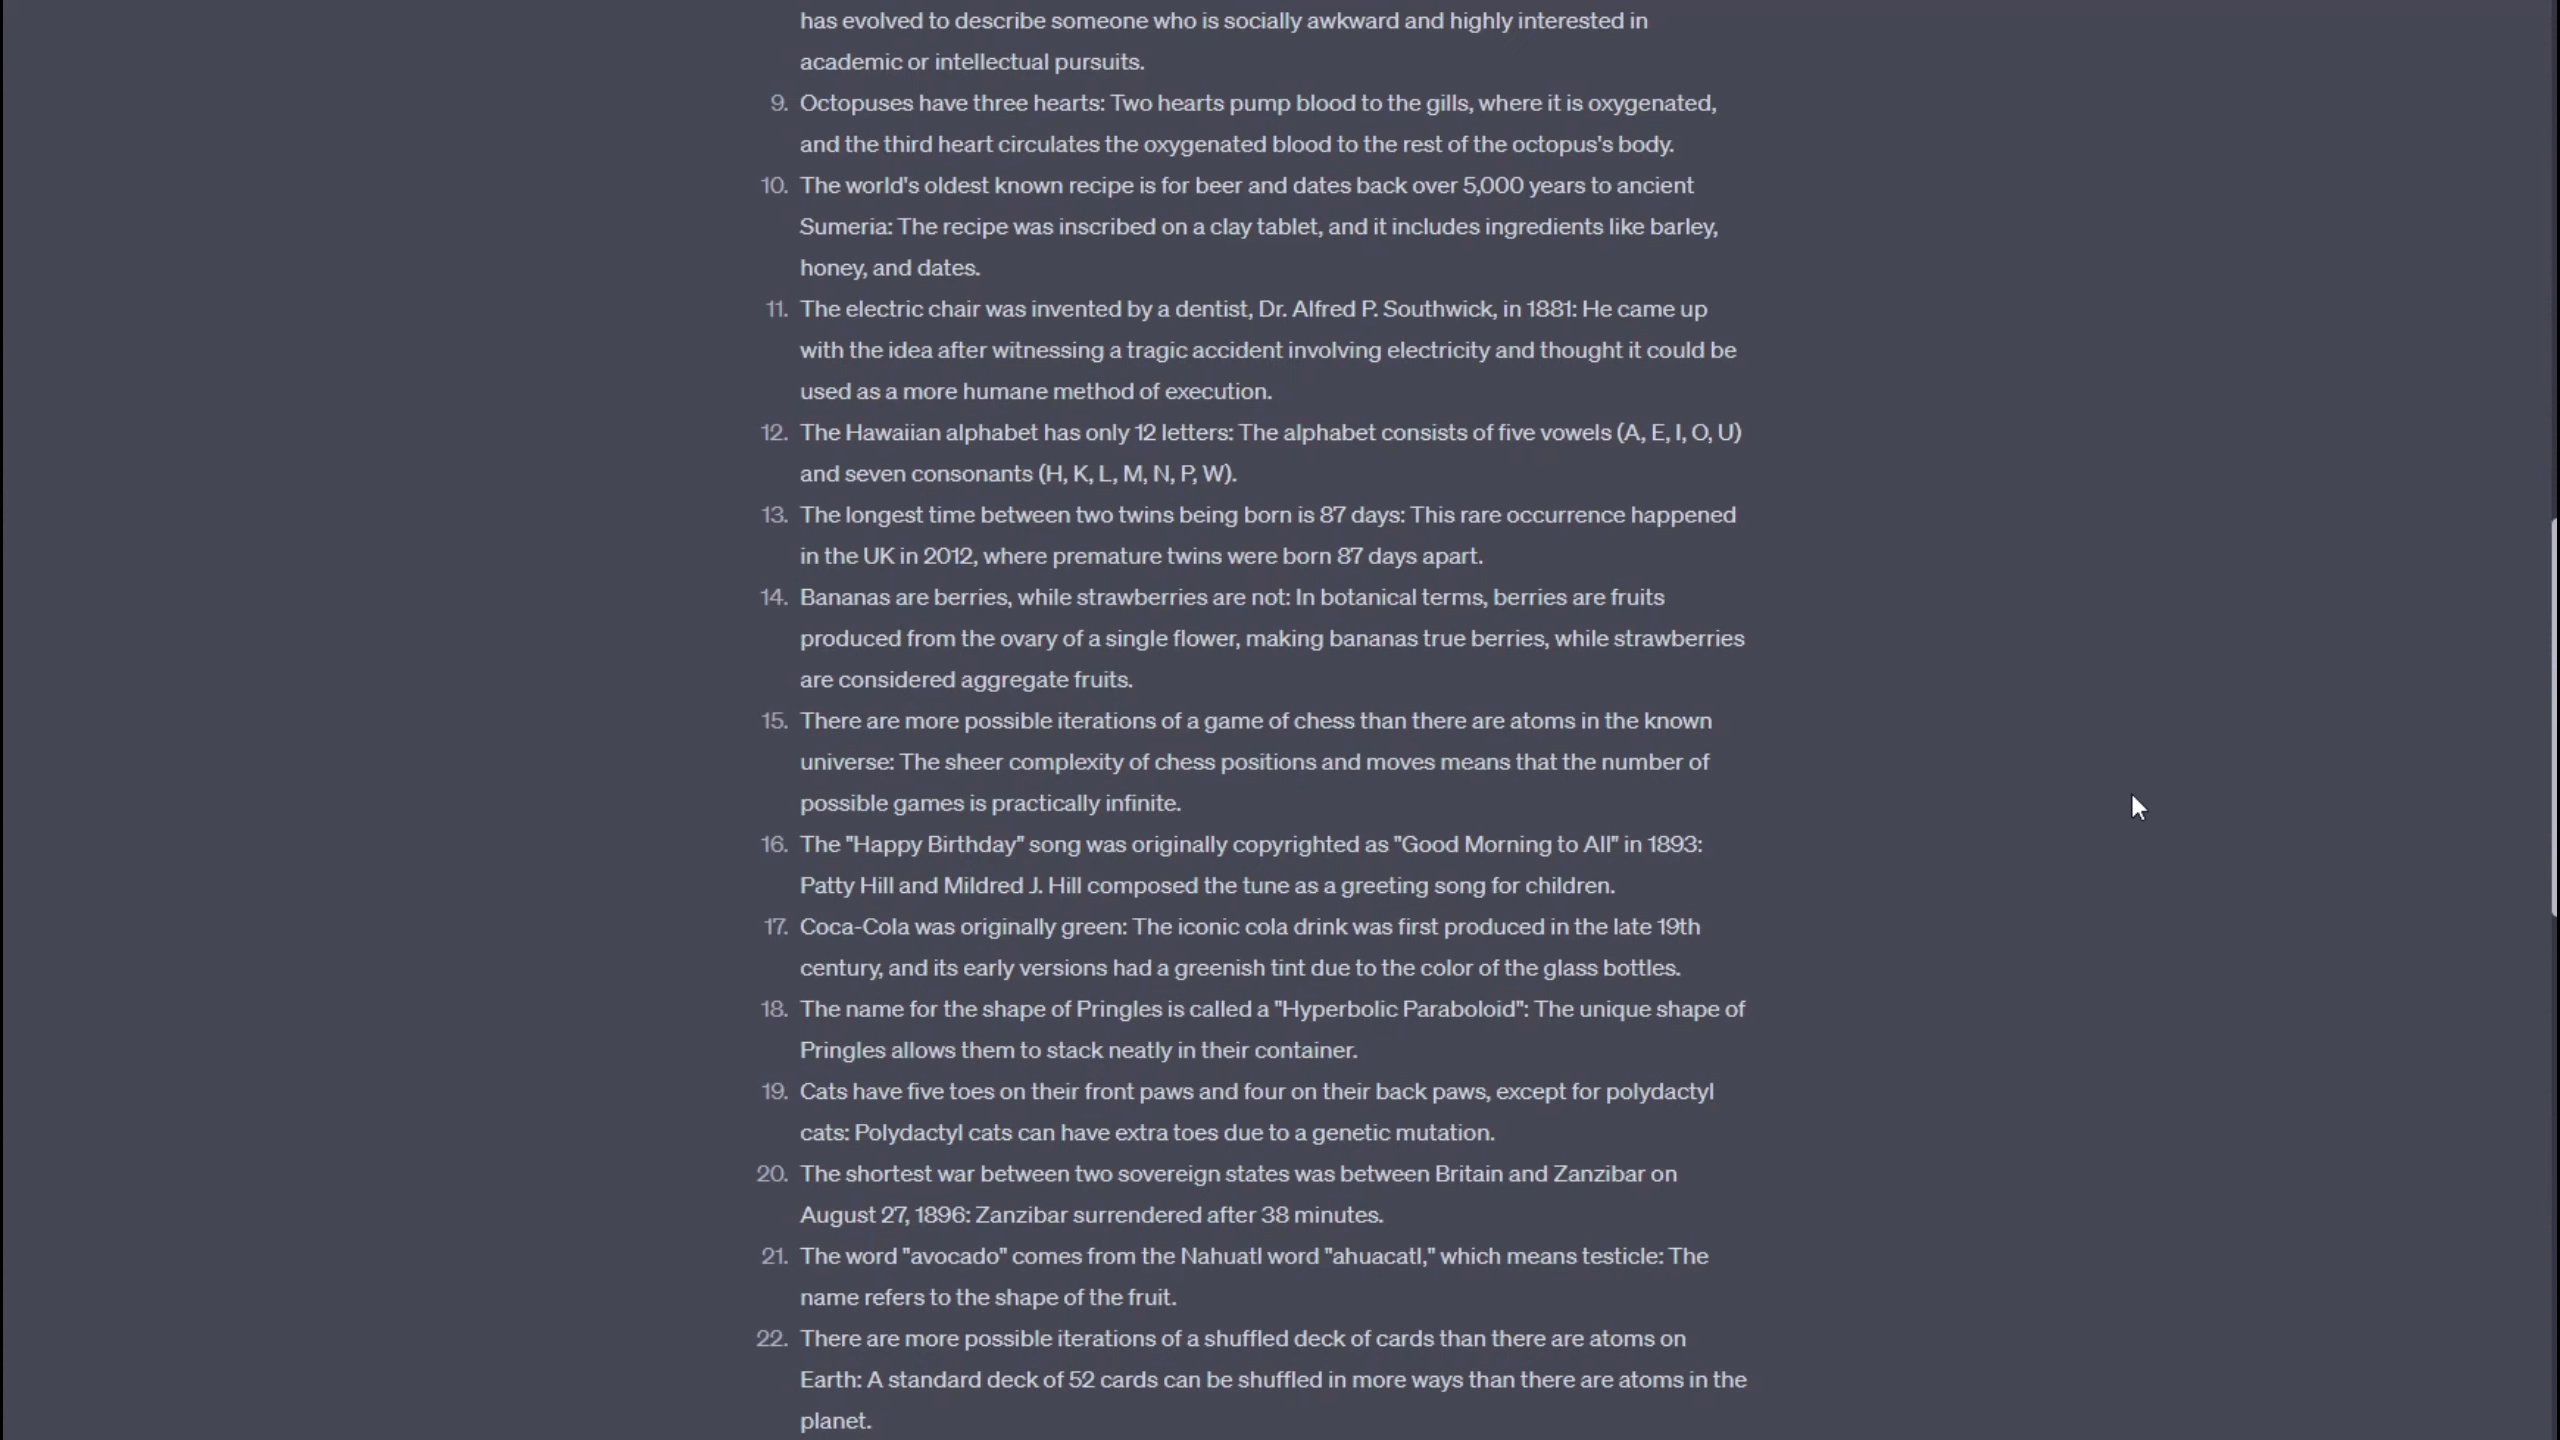 has evolved to describe someone who is socially awkward and highly interested in
academic or intellectual pursuits.
9. Octopuses have three hearts: Two hearts pump blood to the gills, where it is oxygenated,
and the third heart circulates the oxygenated blood to the rest of the octopus's body.
10. The world's oldest known recipe is for beer and dates back over 5,000 years to ancient
Sumeria: The recipe was inscribed on a clay tablet, and it includes ingredients like barley,
honey, and dates.
11. The electric chair was invented by a dentist, Dr. Alfred P. Southwick, in 1881: He came up
with the idea after witnessing a tragic accident involving electricity and thought it could be
used as a more humane method of execution.
12. The Hawaiian alphabet has only 12 letters: The alphabet consists of five vowels (A, E, I, O, U)
and seven consonants (H, K, L, M, N, P, W).
13. The longest time between two twins being born is 87 days: This rare occurrence happened
in the UK in 2012, where premature twins were born 87 days apart.
14. Bananas are berries, while strawberries are not: In botanical terms, berries are fruits
produced from the ovary of a single flower, making bananas true berries, while strawberries
are considered aggregate fruits.
15. There are more possible iterations of a game of chess than there are atoms in the known
universe: The sheer complexity of chess positions and moves means that the number of
possible games is practically infinite.
16. The "Happy Birthday" song was originally copyrighted as "Good Morning to All" in 1893:
Patty Hill and Mildred J. Hill composed the tune as a greeting song for children.
17. Coca-Cola was originally green: The iconic cola drink was first produced in the late 19th
century, and its early versions had a greenish tint due to the color of the glass bottles.
18. The name for the shape of Pringles is called a "Hyperbolic Paraboloid": The unique shape of
Pringles allows them to stack neatly in their container.
19. Cats have five toes on their front paws and four on their back paws, except for polydactyl
cats: Polydactyl cats can have extra toes due to a genetic mutation.
20. The shortest war between two sovereign states was between Britain and Zanzibar on
August 27, 1896: Zanzibar surrendered after 38 minutes.
21. The word "avocado" comes from the Nahuatl word "ahuacatl," which means testicle: The
name refers to the shape of the fruit.
22. There are more possible iterations of a shuffled deck of cards than there are atoms on
Earth: A standard deck of 52 cards can be shuffled in more ways than there are atoms in the
planet.